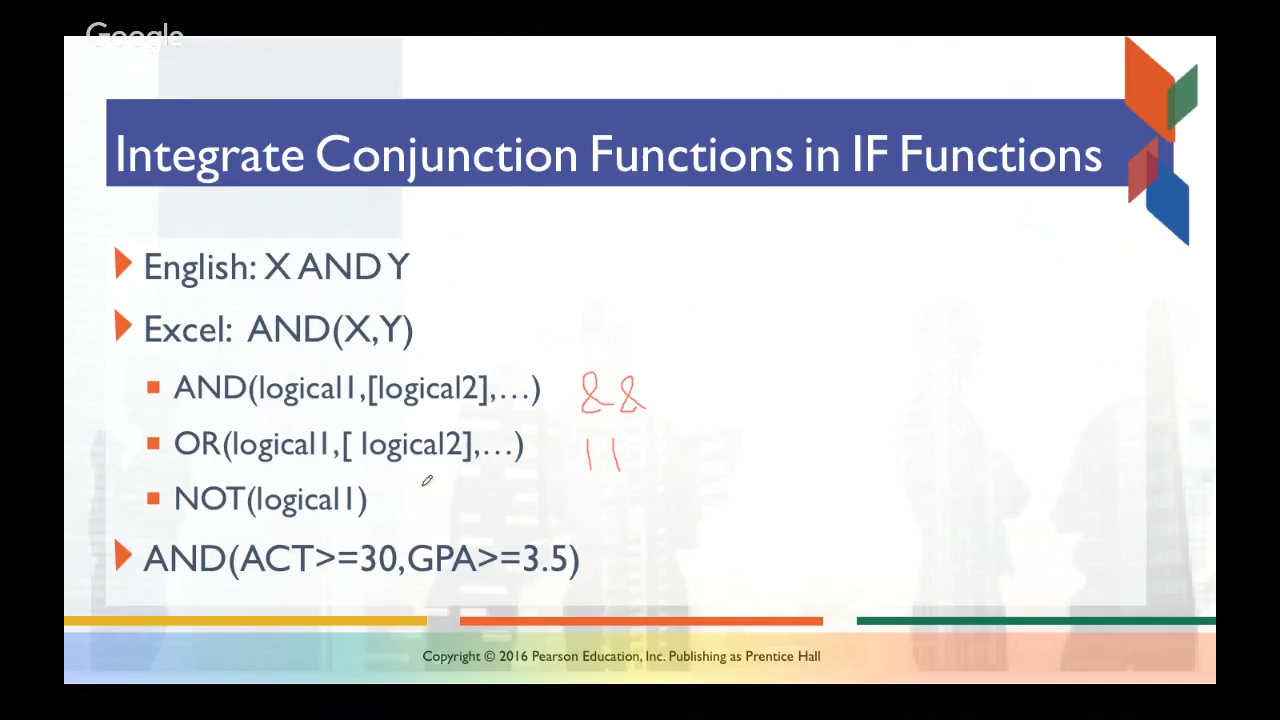 Google
Integrate Conjunction Functions in IF Functions
English: X AND Y
Excel: AND(X,Y)
AND(logical1,[logical2],…) &&
OR(logical1,[ logical2],…) ||
NOT(logical1)
AND(ACT>=30,GPA>=3.5)
Copyright © 2016 Pearson Education, Inc. Publishing as Prentice Hall